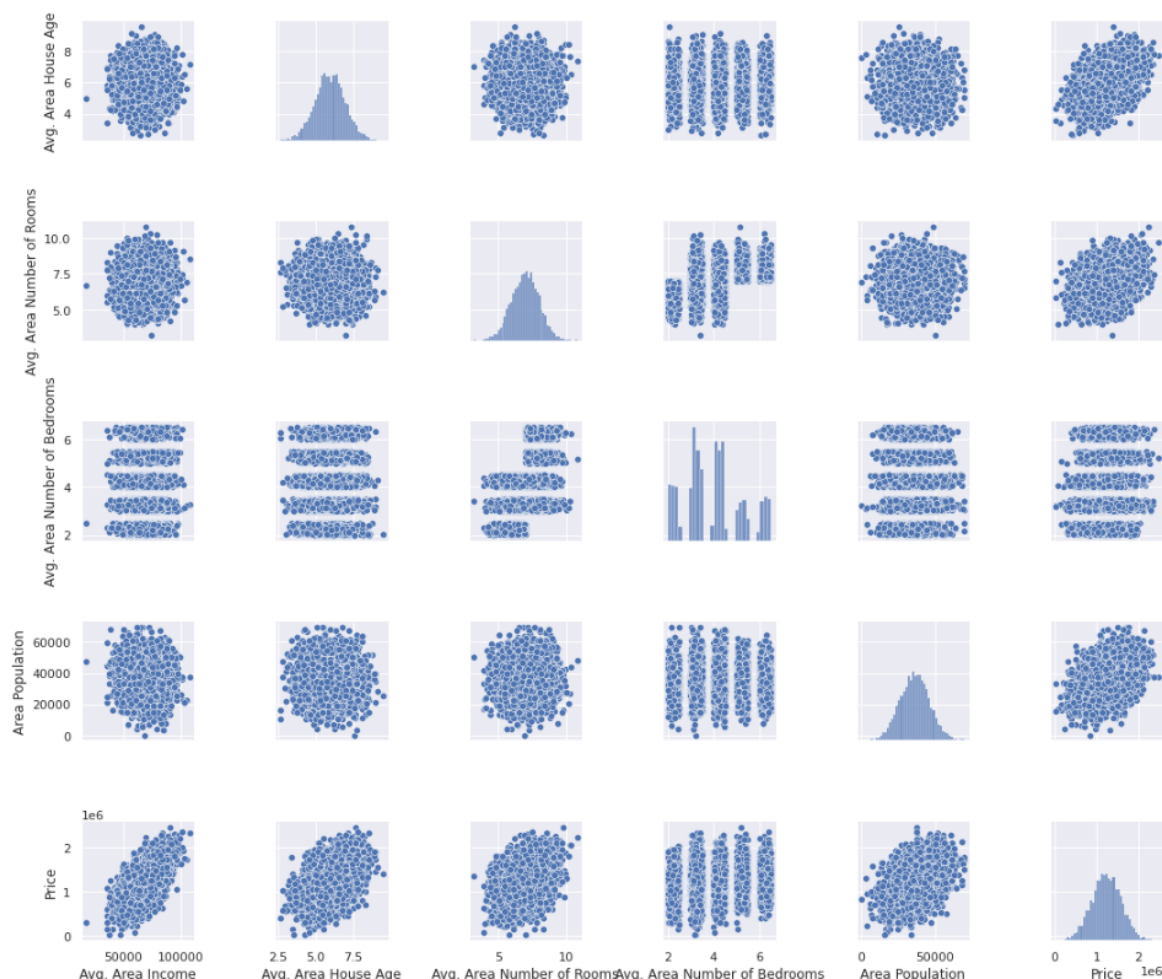 Avg. Area House Age
8
6
4
Avg. Area Number of Rooms
10.0
7.5
5.0
Avg. Area Number of Bedrooms
6
4
2
Area Population
60000
40000
20000
0
1e6
Price
2
1
0
50000 100000
Avg. Area Income
2.5 5.0 7.5
Avg. Area House Age
5 10
Avg. Area Number of Rooms
2 4 6
Avg. Area Number of Bedrooms
0 50000
Area Population
0 1 2
Price
1e6
0 1 2
1e6